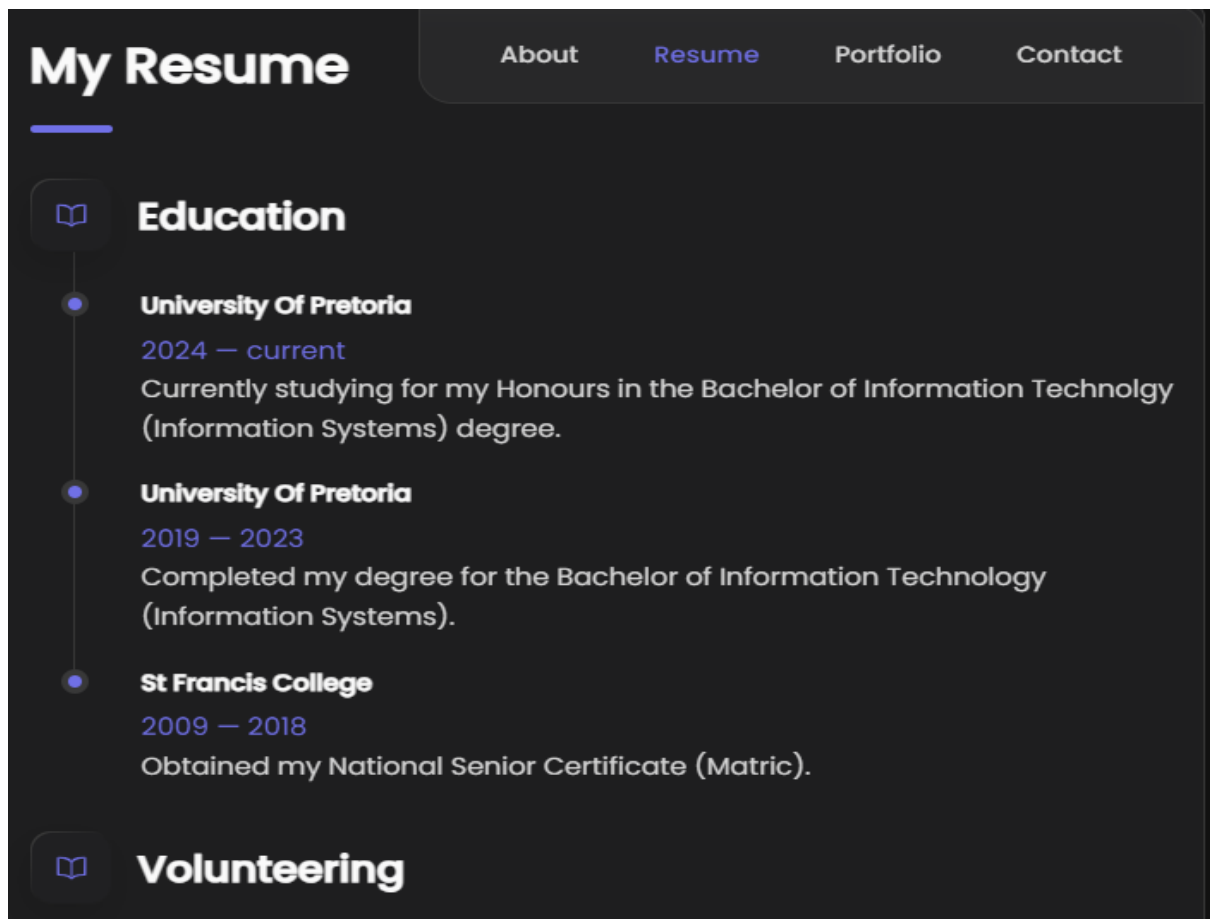 My Resume
About Resume Portfolio Contact
Education
University Of Pretoria
2024 — current
Currently studying for my Honours in the Bachelor of Information Technolgy
(Information Systems) degree.
University Of Pretoria
2019 — 2023
Completed my degree for the Bachelor of Information Technology
(Information Systems).
St Francis College
2009 — 2018
Obtained my National Senior Certificate (Matric).
Volunteering